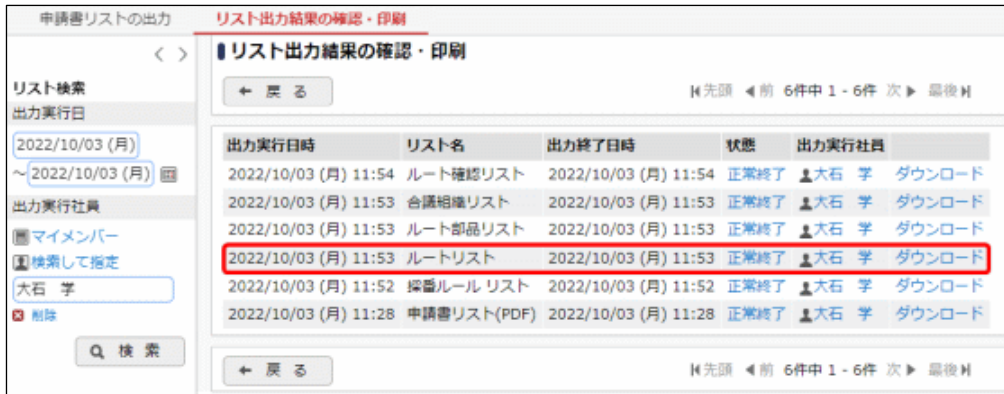 申請書リストの出力
リスト出力結果の確認・印刷
リスト検索
出力実行日
2022/10/03 (月)
～ 2022/10/03 (月)
出力実行社員
マイメンバー
検索して指定
大石　学
削除
検 索
リスト出力結果の確認・印刷
戻 る
先頭 前 6件中 1 - 6件 次 最後
出力実行日時 リスト名 出力終了日時 状態 出力実行社員
2022/10/03 (月) 11:54 ルート確認リスト 2022/10/03 (月) 11:54 正常終了 大石　学 ダウンロード
2022/10/03 (月) 11:53 合議組織リスト 2022/10/03 (月) 11:53 正常終了 大石　学 ダウンロード
2022/10/03 (月) 11:53 ルート部品リスト 2022/10/03 (月) 11:53 正常終了 大石　学 ダウンロード
2022/10/03 (月) 11:53 ルートリスト 2022/10/03 (月) 11:53 正常終了 大石　学 ダウンロード
2022/10/03 (月) 11:52 採番ルール リスト 2022/10/03 (月) 11:52 正常終了 大石　学 ダウンロード
2022/10/03 (月) 11:28 申請書リスト(PDF) 2022/10/03 (月) 11:28 正常終了 大石　学 ダウンロード
戻 る
先頭 前 6件中 1 - 6件 次 最後